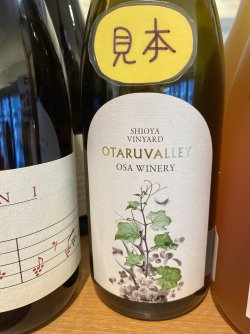 見本
SHIOYA
VINYARD
OTARUVALLEY
OSA WINERY
N I